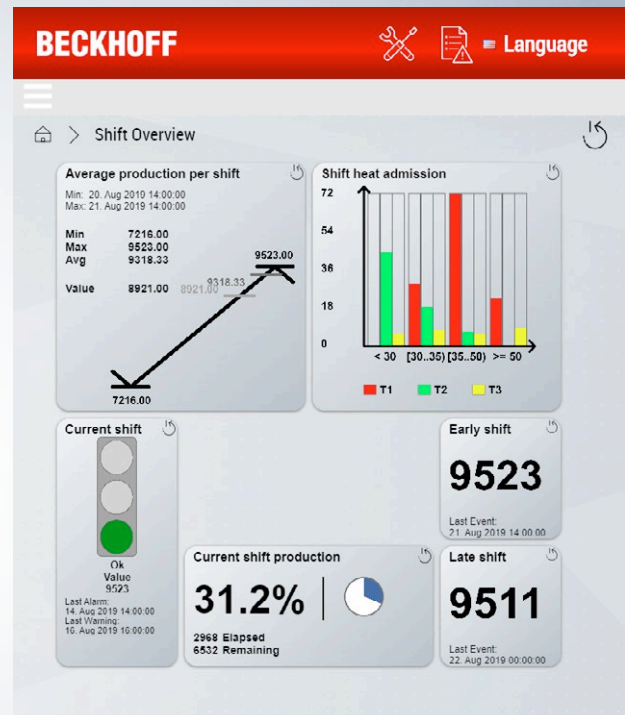 BECKHOFF
Language
Shift Overview
Average production per shift
Min: 20. Aug 2019 14:00:00
Max: 21. Aug 2019 14:00:00
Min 7216.00
Max 9523.00
Avg 9318.33
Value 8921.00
9523.00
9318.33
8921.00
7216.00
Shift heat admission
72
54
36
18
0
< 30 [30..35) [35..50) >= 50
T1 T2 T3
Current shift
Ok
Value
9523
Last Alarm:
14. Aug 2019 14:00:00
Last Warning:
16. Aug 2019 16:00:00
Current shift production
31.2%
2968 Elapsed
6532 Remaining
Early shift
9523
Last Event:
21. Aug 2019 14:00:00
Late shift
9511
Last Event:
22. Aug 2019 00:00:00